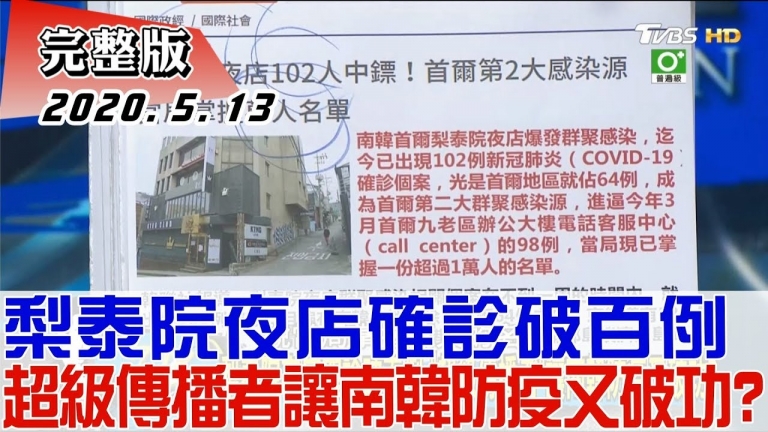 國際政經 / 國際社會
TVBS HD
普遍級
完整版
2020.5.13
夜店102人中鏢！首爾第2大感染源
人名單
南韓首爾梨泰院夜店爆發群聚感染，迄
今已出現102例新冠肺炎（COVID-19
確診個案，光是首爾地區就佔64例，成
為首爾第二大群聚感染源，進逼今年3
月首爾九老區辦公大樓電話客服中心
（call center）的98例，當局現已掌
握一份超過1萬人的名單。
梨泰院夜店確診破百例
超級傳播者讓南韓防疫又破功?